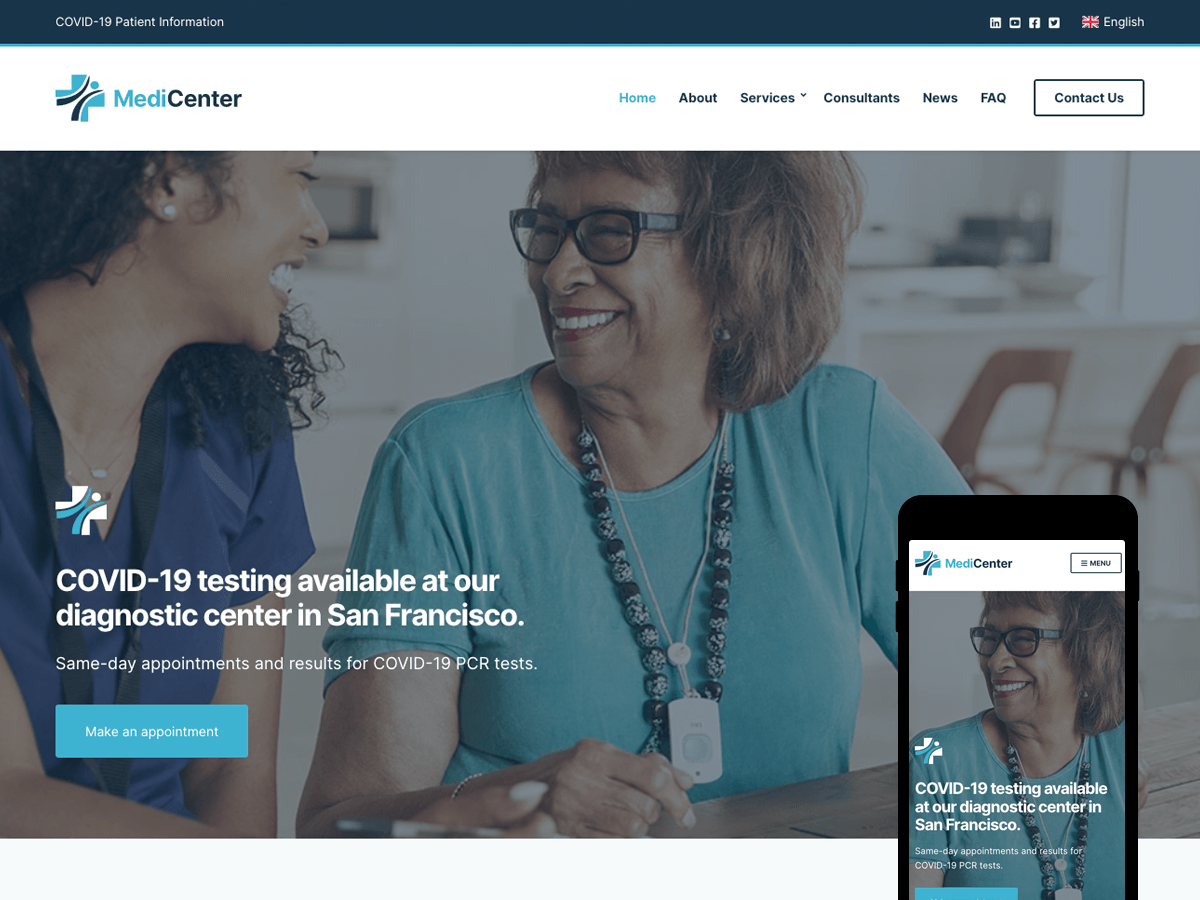 COVID-19 Patient Information
English
MediCenter
Home
About
Services
Consultants
News
FAQ
Contact Us
COVID-19 testing available at our
diagnostic center in San Francisco.
Same-day appointments and results for COVID-19 PCR tests.
Make an appointment
MediCenter
MENU
COVID-19 testing available
at our diagnostic center in
San Francisco.
Same-day appointments and results for
COVID-19 PCR tests.